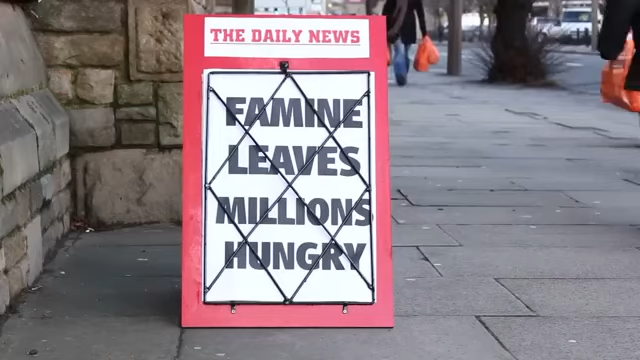 THE DAILY NEWS
FAMINE
LEAVES
MILLIONS
HUNGRY